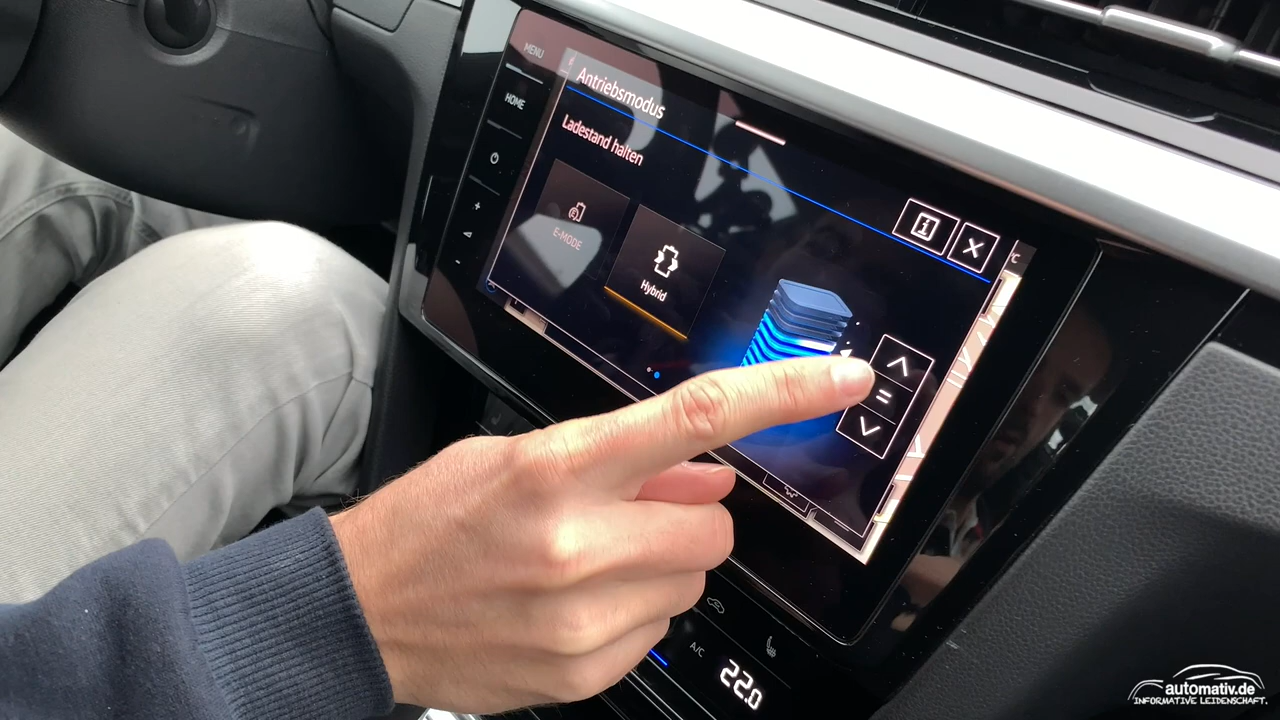 MENU
HOME
Antriebsmodus
Ladestand halten
E-MODE
Hybrid
A/C
22.0
automativ.de
INFORMATIVE LEIDENSCHAFT.